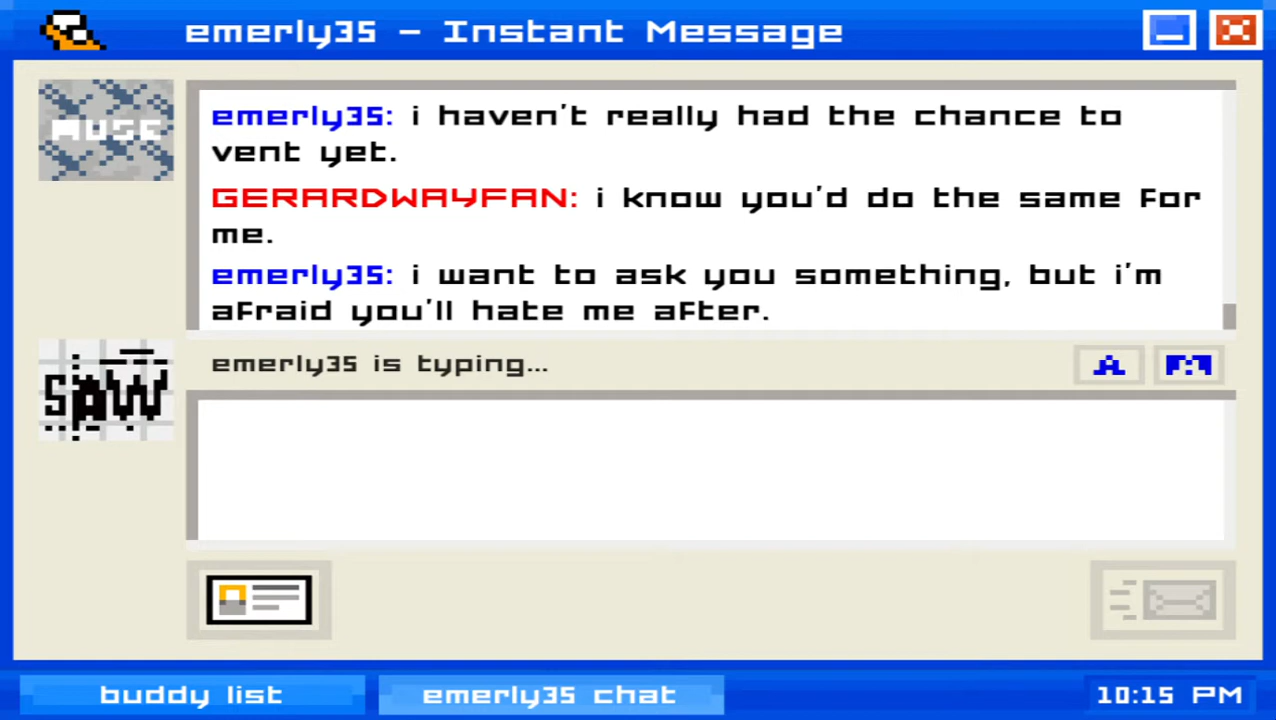 emerly35 - Instant Message
MUSE
emerly35: i haven't really had the chance to
vent yet.
GERARDWAYFAN: i know you'd do the same for
me.
emerly35: i want to ask you something, but i'm
afraid you'll hate me after.
SAW
emerly35 is typing...
A
buddy list
emerly35 chat
10:15 PM